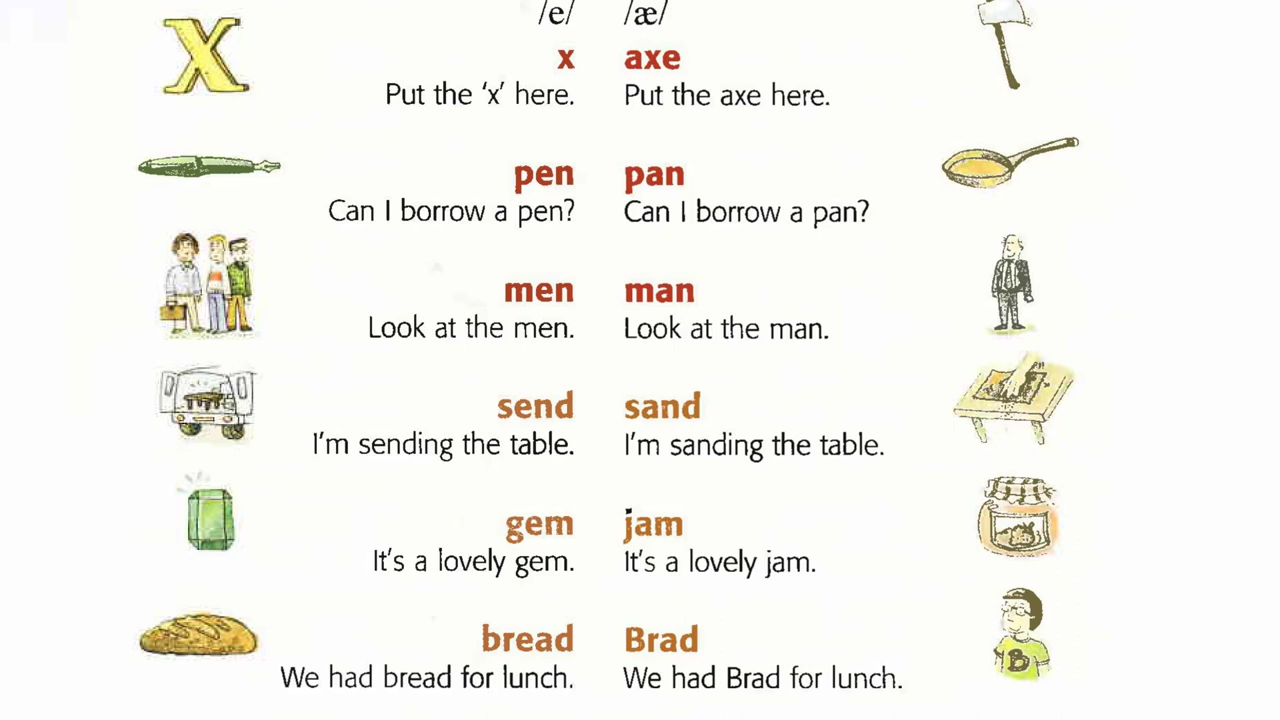 /e/ /æ/
x axe
Put the ‘x’ here. Put the axe here.
pen pan
Can I borrow a pen? Can I borrow a pan?
men man
Look at the men. Look at the man.
send sand
I'm sending the table. I'm sanding the table.
gem jam
It's a lovely gem. It's a lovely jam.
bread Brad
We had bread for lunch. We had Brad for lunch.
B